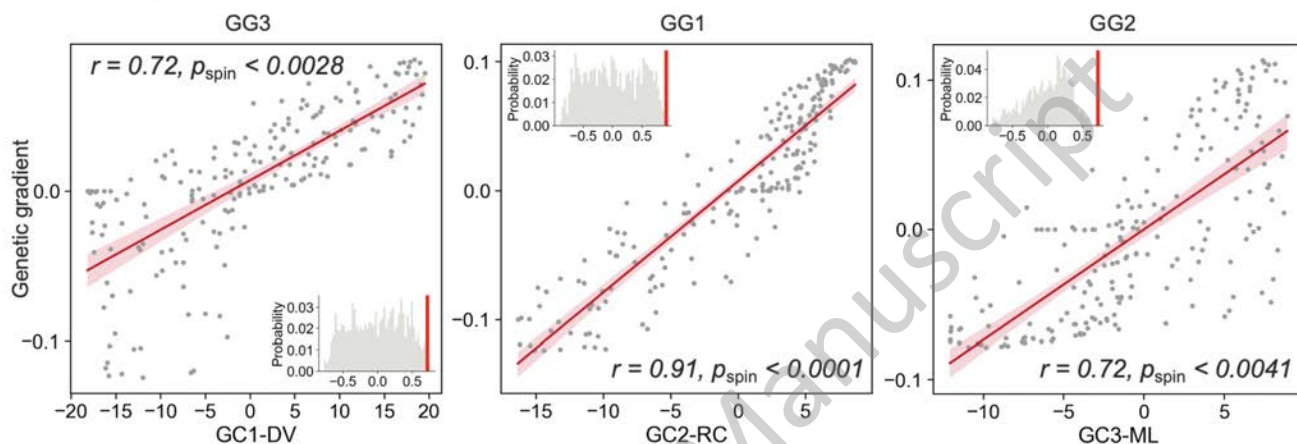 GG3
GG1
GG2
r = 0.72, pspin < 0.0028
r = 0.91, pspin < 0.0001
r = 0.72, pspin < 0.0041
Genetic gradient
0.0
−0.1
−20 −15 −10 −5 0 5 10 15 20
GC1-DV
Probability
0.03
0.02
0.01
0.00
−0.5 0.0 0.5
0.1
0.0
−0.1
−15 −10 −5 0 5
GC2-RC
Probability
0.03
0.02
0.01
0.00
−0.5 0.0 0.5
0.1
0.0
−0.1
−10 −5 0 5
GC3-ML
Probability
0.04
0.02
0.00
−0.5 0.0 0.5
Manuscript